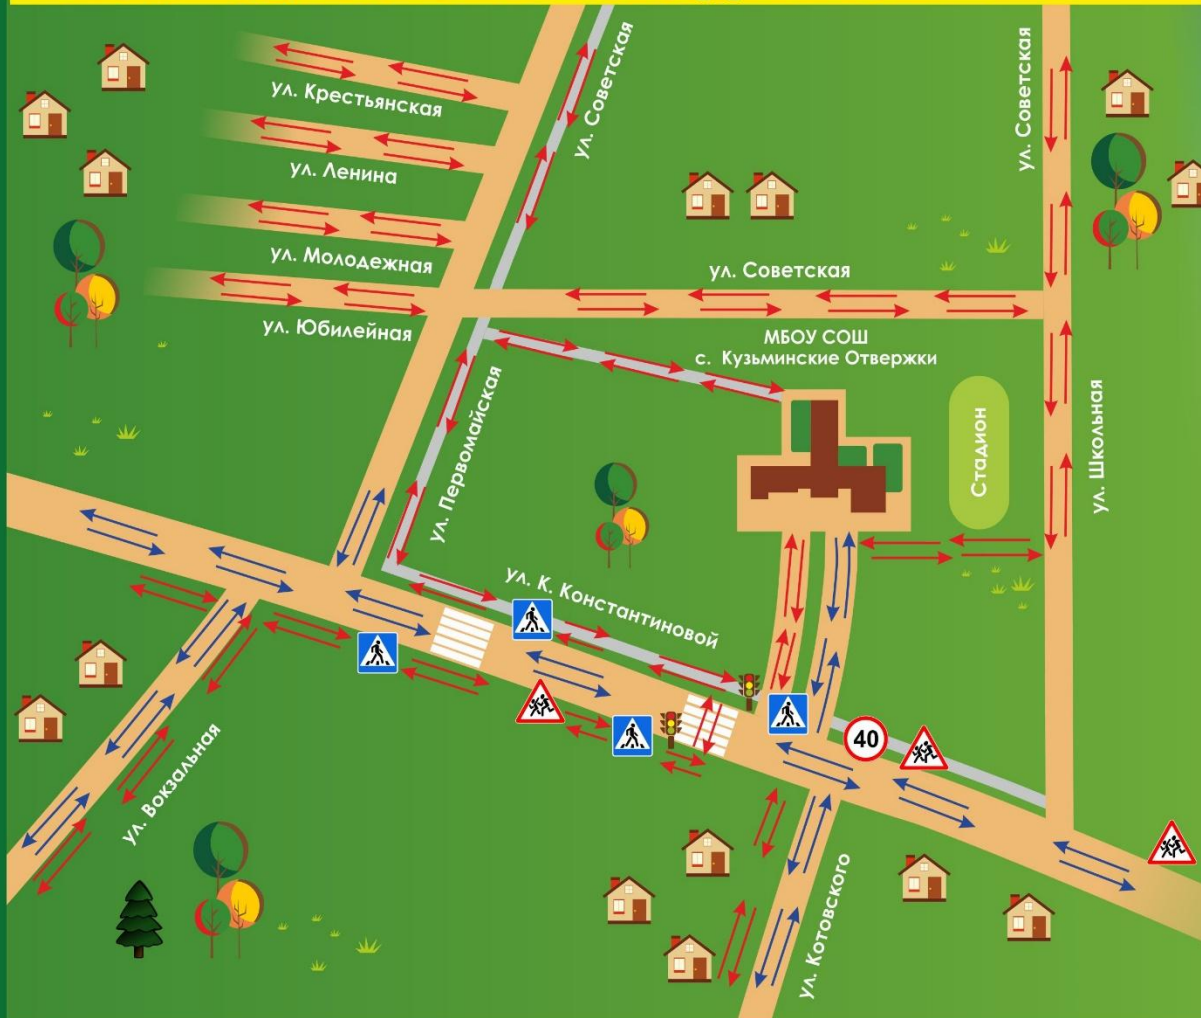 ул. Советская
ул. Советская
ул. Крестьянская
ул. Ленина
ул. Молодежная
ул. Советская
ул. Юбилейная
МБОУ СОШ
с. Кузьминские Отвержки
ул. Первомайская
Стадион
ул. Школьная
ул. К. Константиновой
40
ул. Вокзальная
ул. Котовского